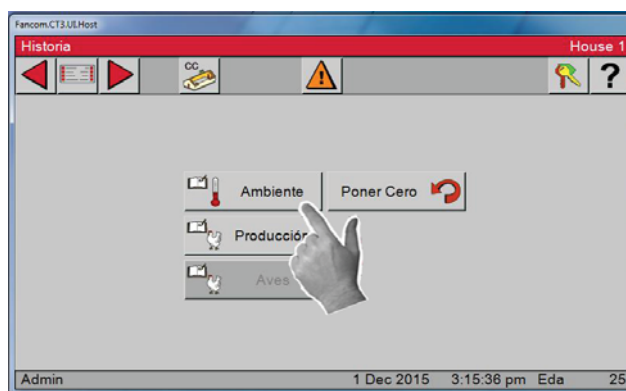 Fancom.CT3.UI.Host
Historia House 1
CC ?
Ambiente Poner Cero
Producción
Aves
Admin 1 Dec 2015 3:15:36 pm Eda 25